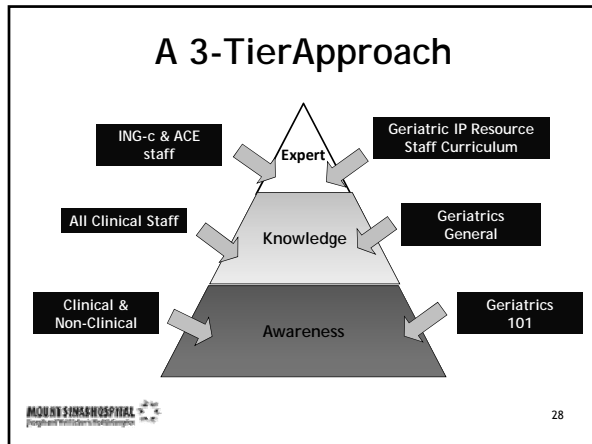 A 3-TierApproach
ING-c & ACE
staff
Expert
Geriatric IP Resource
Staff Curriculum
All Clinical Staff
Knowledge
Geriatrics
General
Clinical &
Non-Clinical
Awareness
Geriatrics
101
MOUNT SINAI HOSPITAL
28